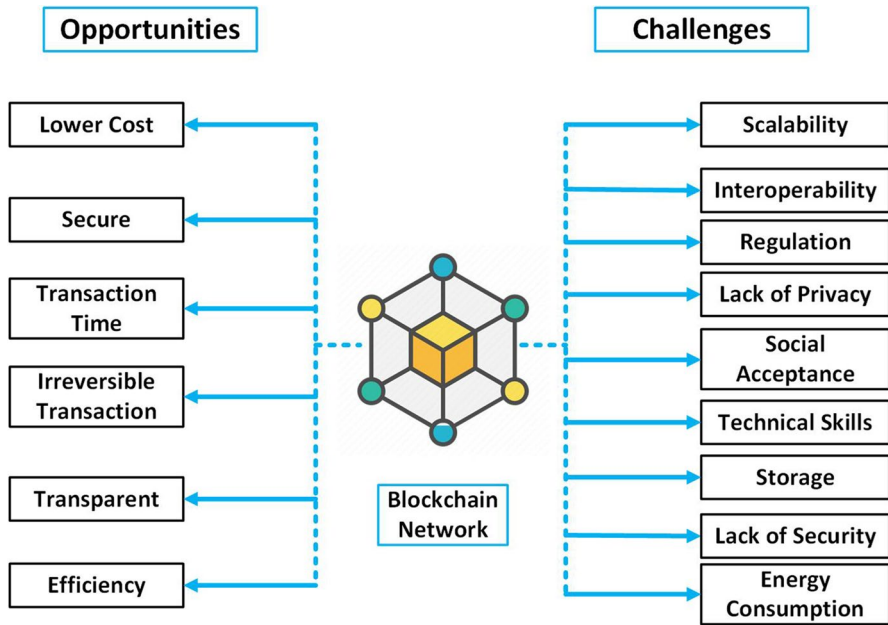 Opportunities
Challenges
Lower Cost
Secure
Transaction
Time
Irreversible
Transaction
Transparent
Efficiency
Blockchain
Network
Scalability
Interoperability
Regulation
Lack of Privacy
Social
Acceptance
Technical Skills
Storage
Lack of Security
Energy
Consumption